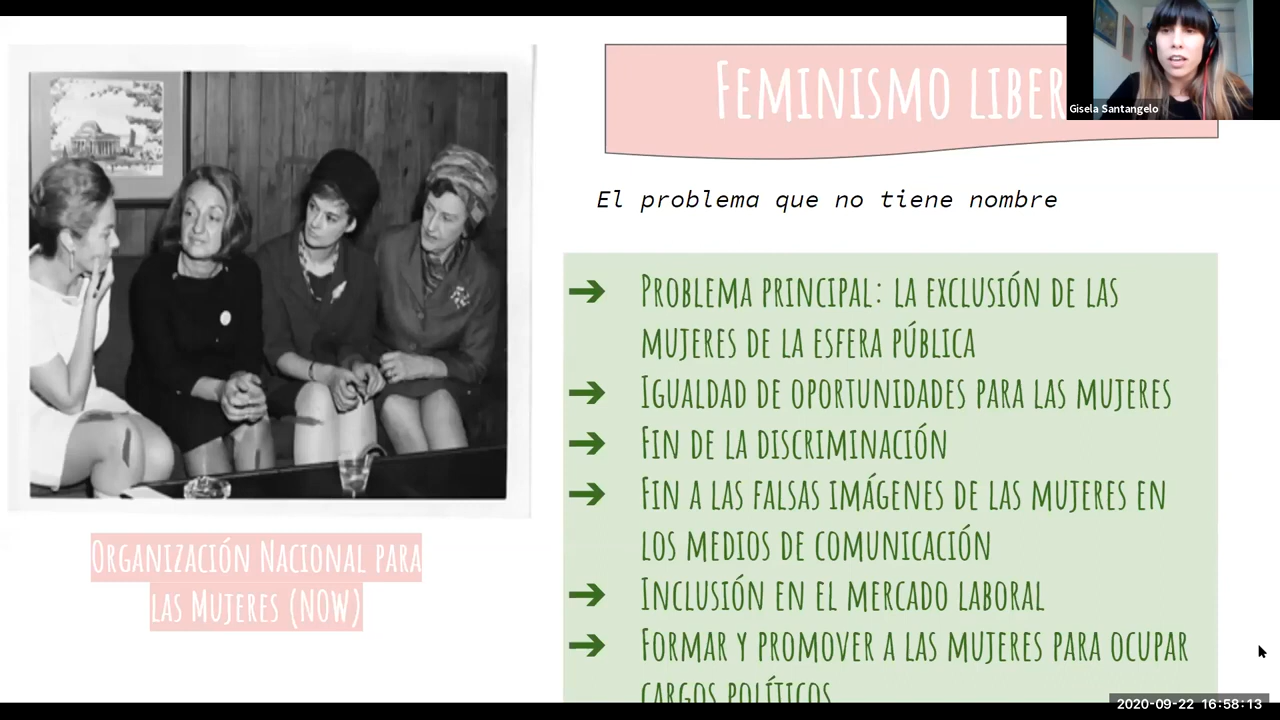 Feminismo liber
Gisela Santangelo
El problema que no tiene nombre
➔ Problema principal: la exclusión de las
mujeres de la esfera pública
➔ Igualdad de oportunidades para las mujeres
➔ Fin de la discriminación
➔ Fin a las falsas imágenes de las mujeres en
los medios de comunicación
➔ Inclusión en el mercado laboral
➔ Formar y promover a las mujeres para ocupar
cargos políticos
Organización Nacional para
las Mujeres (NOW)
2020-09-22 16:58:13